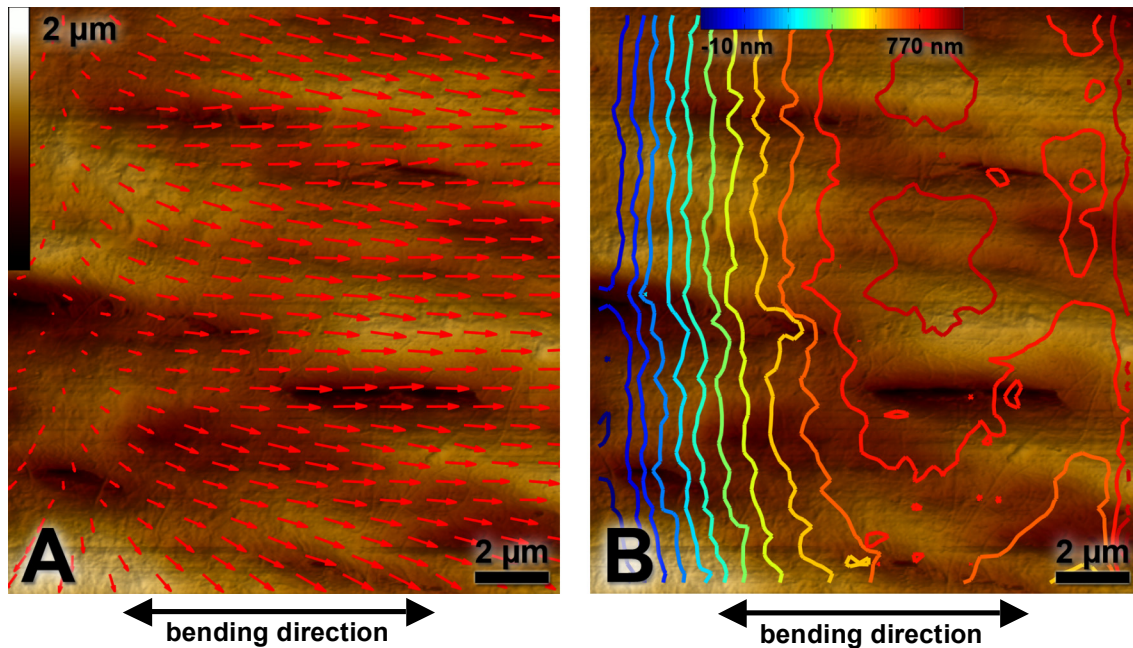 2 µm
-10 nm 770 nm
A
2 µm
B
2 µm
bending direction
bending direction